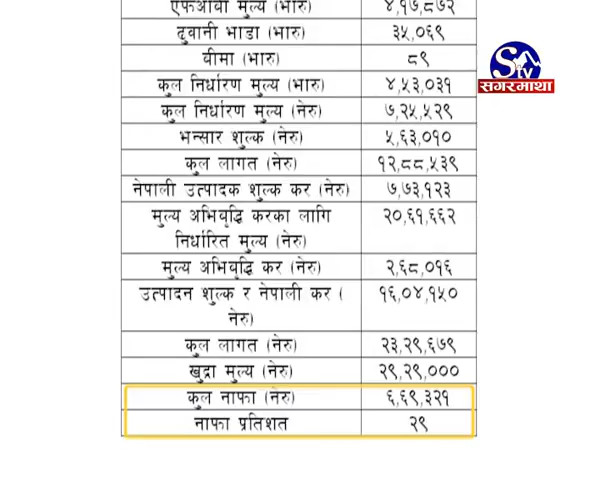 एफओवी मुल्य (भारु) ४,१७,८७२
ढुवानी भाडा (भारु) ३५,०६९
वीमा (भारु) ८९
कुल निर्धारण मुल्य (भारु) ४,५३,०३१
कुल निर्धारण मुल्य (नेरु) ७,२५,५२९
भन्सार शुल्क (नेरु) ५,६३,०१०
कुल लागत (नेरु) १२,८८,५३९
नेपाली उत्पादक शुल्क कर (नेरु) ७,७३,१२३
मुल्य अभिवृद्धि करका लागि २०,६१,६६२
निर्धारित मुल्य (नेरु)
मुल्य अभिवृद्धि कर (नेरु) २,६८,०१६
उत्पादन शुल्क र नेपाली कर ( १६,०४,१५०
नेरु)
कुल लागत (नेरु) २३,२९,६७९
खुद्रा मुल्य (नेरु) २९,२९,०००
कुल नाफा (नेरु) ६,६९,३२१
नाफा प्रतिशत २९
S tv
सगरमाथा